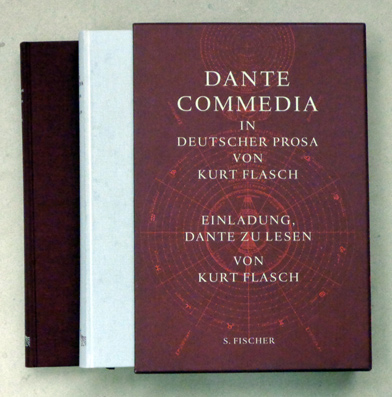 DANTE
COMMEDIA
IN
DEUTSCHER PROSA
VON
KURT FLASCH
EINLADUNG,
DANTE ZU LESEN
VON
KURT FLASCH
S. FISCHER